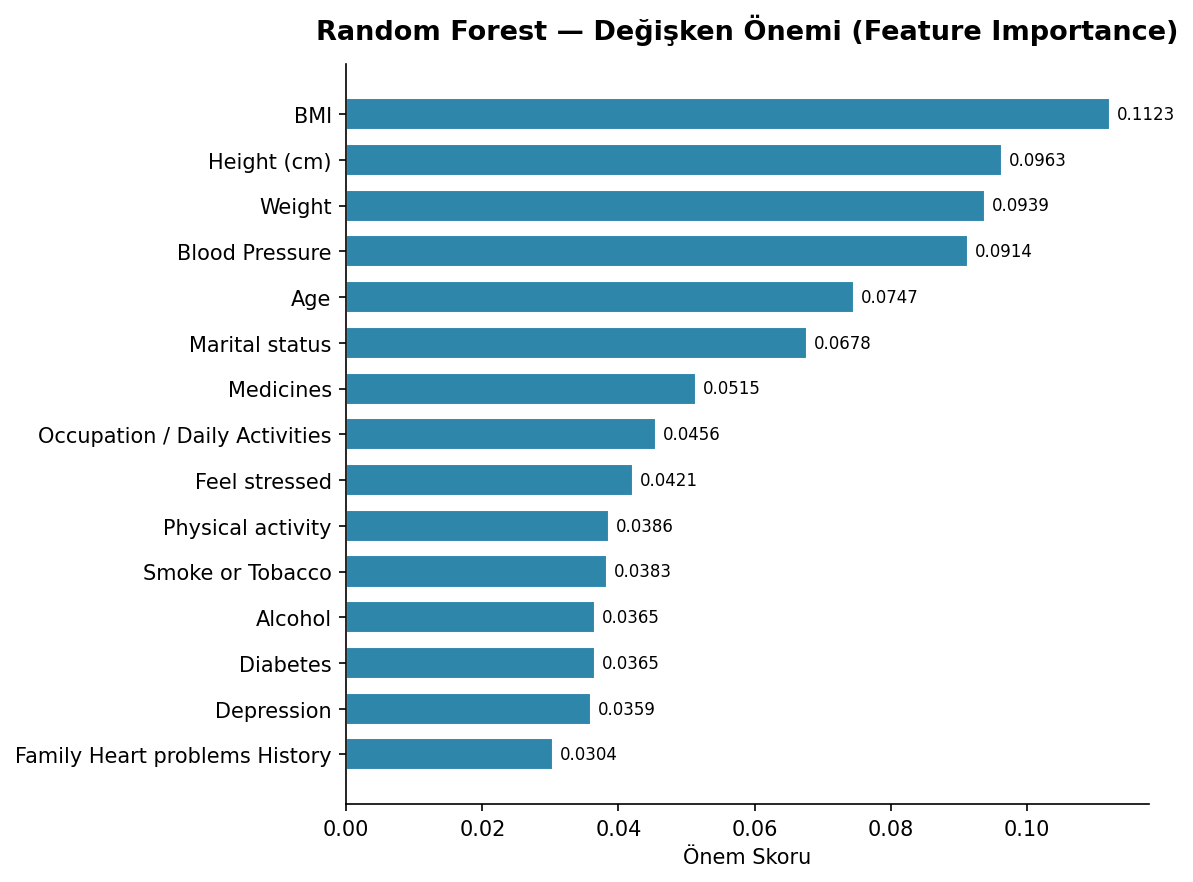 Random Forest — Değişken Önemi (Feature Importance)
BMI 0.1123
Height (cm) 0.0963
Weight 0.0939
Blood Pressure 0.0914
Age 0.0747
Marital status 0.0678
Medicines 0.0515
Occupation / Daily Activities 0.0456
Feel stressed 0.0421
Physical activity 0.0386
Smoke or Tobacco 0.0383
Alcohol 0.0365
Diabetes 0.0365
Depression 0.0359
Family Heart problems History 0.0304
0.00 0.02 0.04 0.06 0.08 0.10
Önem Skoru